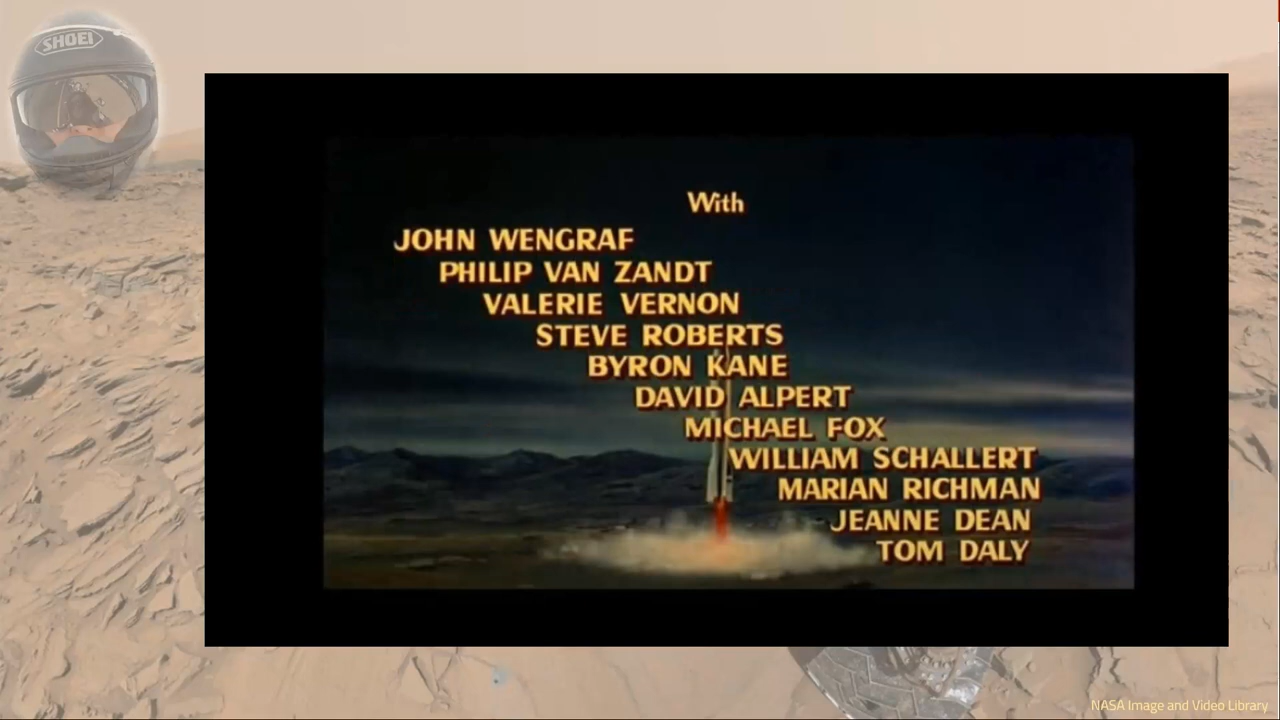 SHOEI
With
JOHN WENGRAF
PHILIP VAN ZANDT
VALERIE VERNON
STEVE ROBERTS
BYRON KANE
DAVID ALPERT
MICHAEL FOX
WILLIAM SCHALLERT
MARIAN RICHMAN
JEANNE DEAN
TOM DALY
NASA Image and Video Library